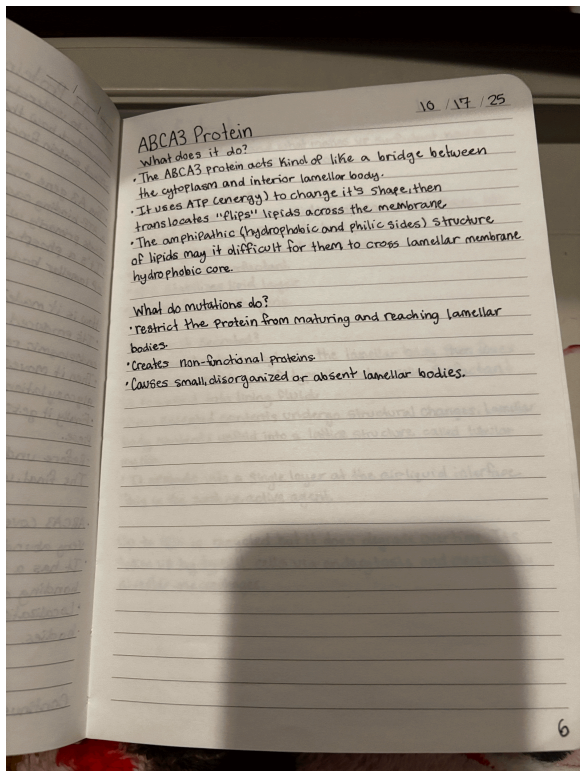 10 / 17 / 25
ABCA3 Protein
What does it do?
• The ABCA3 protein acts kind of like a bridge between
the cytoplasm and interior lamellar body.
• It uses ATP (energy) to change it's shape, then
translocates "flips" lipids across the membrane
• The amphipathic (hydrophobic and philic sides) structure
of lipids may it difficult for them to cross lamellar membrane
hydrophobic core.
What do mutations do?
• restrict the protein from maturing and reaching lamellar
bodies.
• Creates non-fnctional proteins
• Causes small, disorganized or absent lamellar bodies.
6